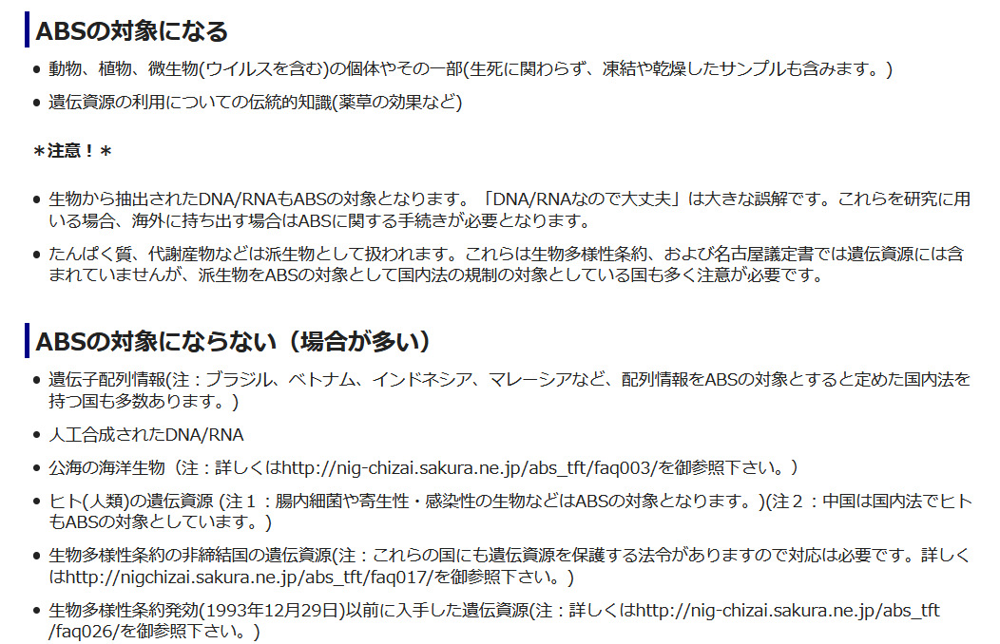 ABSの対象になる
● 動物、植物、微生物(ウイルスを含む)の個体やその一部(生死に関わらず、凍結や乾燥したサンプルも含みます。)
● 遺伝資源の利用についての伝統的知識(薬草の効果など)
＊注意！＊
● 生物から抽出されたDNA/RNAもABSの対象となります。「DNA/RNAなので大丈夫」は大きな誤解です。これらを研究に用
いる場合、海外に持ち出す場合はABSに関する手続きが必要となります。
● たんぱく質、代謝産物などは派生物として扱われます。これらは生物多様性条約、および名古屋議定書では遺伝資源には含
まれていませんが、派生物をABSの対象として国内法の規制の対象としている国も多く注意が必要です。
ABSの対象にならない（場合が多い）
● 遺伝子配列情報(注：ブラジル、ベトナム、インドネシア、マレーシアなど、配列情報をABSの対象とすると定めた国内法を
持つ国も多数あります。)
● 人工合成されたDNA/RNA
● 公海の海洋生物（注：詳しくはhttp://nig-chizai.sakura.ne.jp/abs_tft/faq003/を御参照下さい。）
● ヒト(人類)の遺伝資源 (注１：腸内細菌や寄生性・感染性の生物などはABSの対象となります。)(注２：中国は国内法でヒト
もABSの対象としています。)
● 生物多様性条約の非締結国の遺伝資源(注：これらの国にも遺伝資源を保護する法令がありますので対応は必要です。詳しく
はhttp://nigchizai.sakura.ne.jp/abs_tft/faq017/を御参照下さい。)
● 生物多様性条約発効(1993年12月29日)以前に入手した遺伝資源(注：詳しくはhttp://nig-chizai.sakura.ne.jp/abs_tft
/faq026/を御参照下さい。)